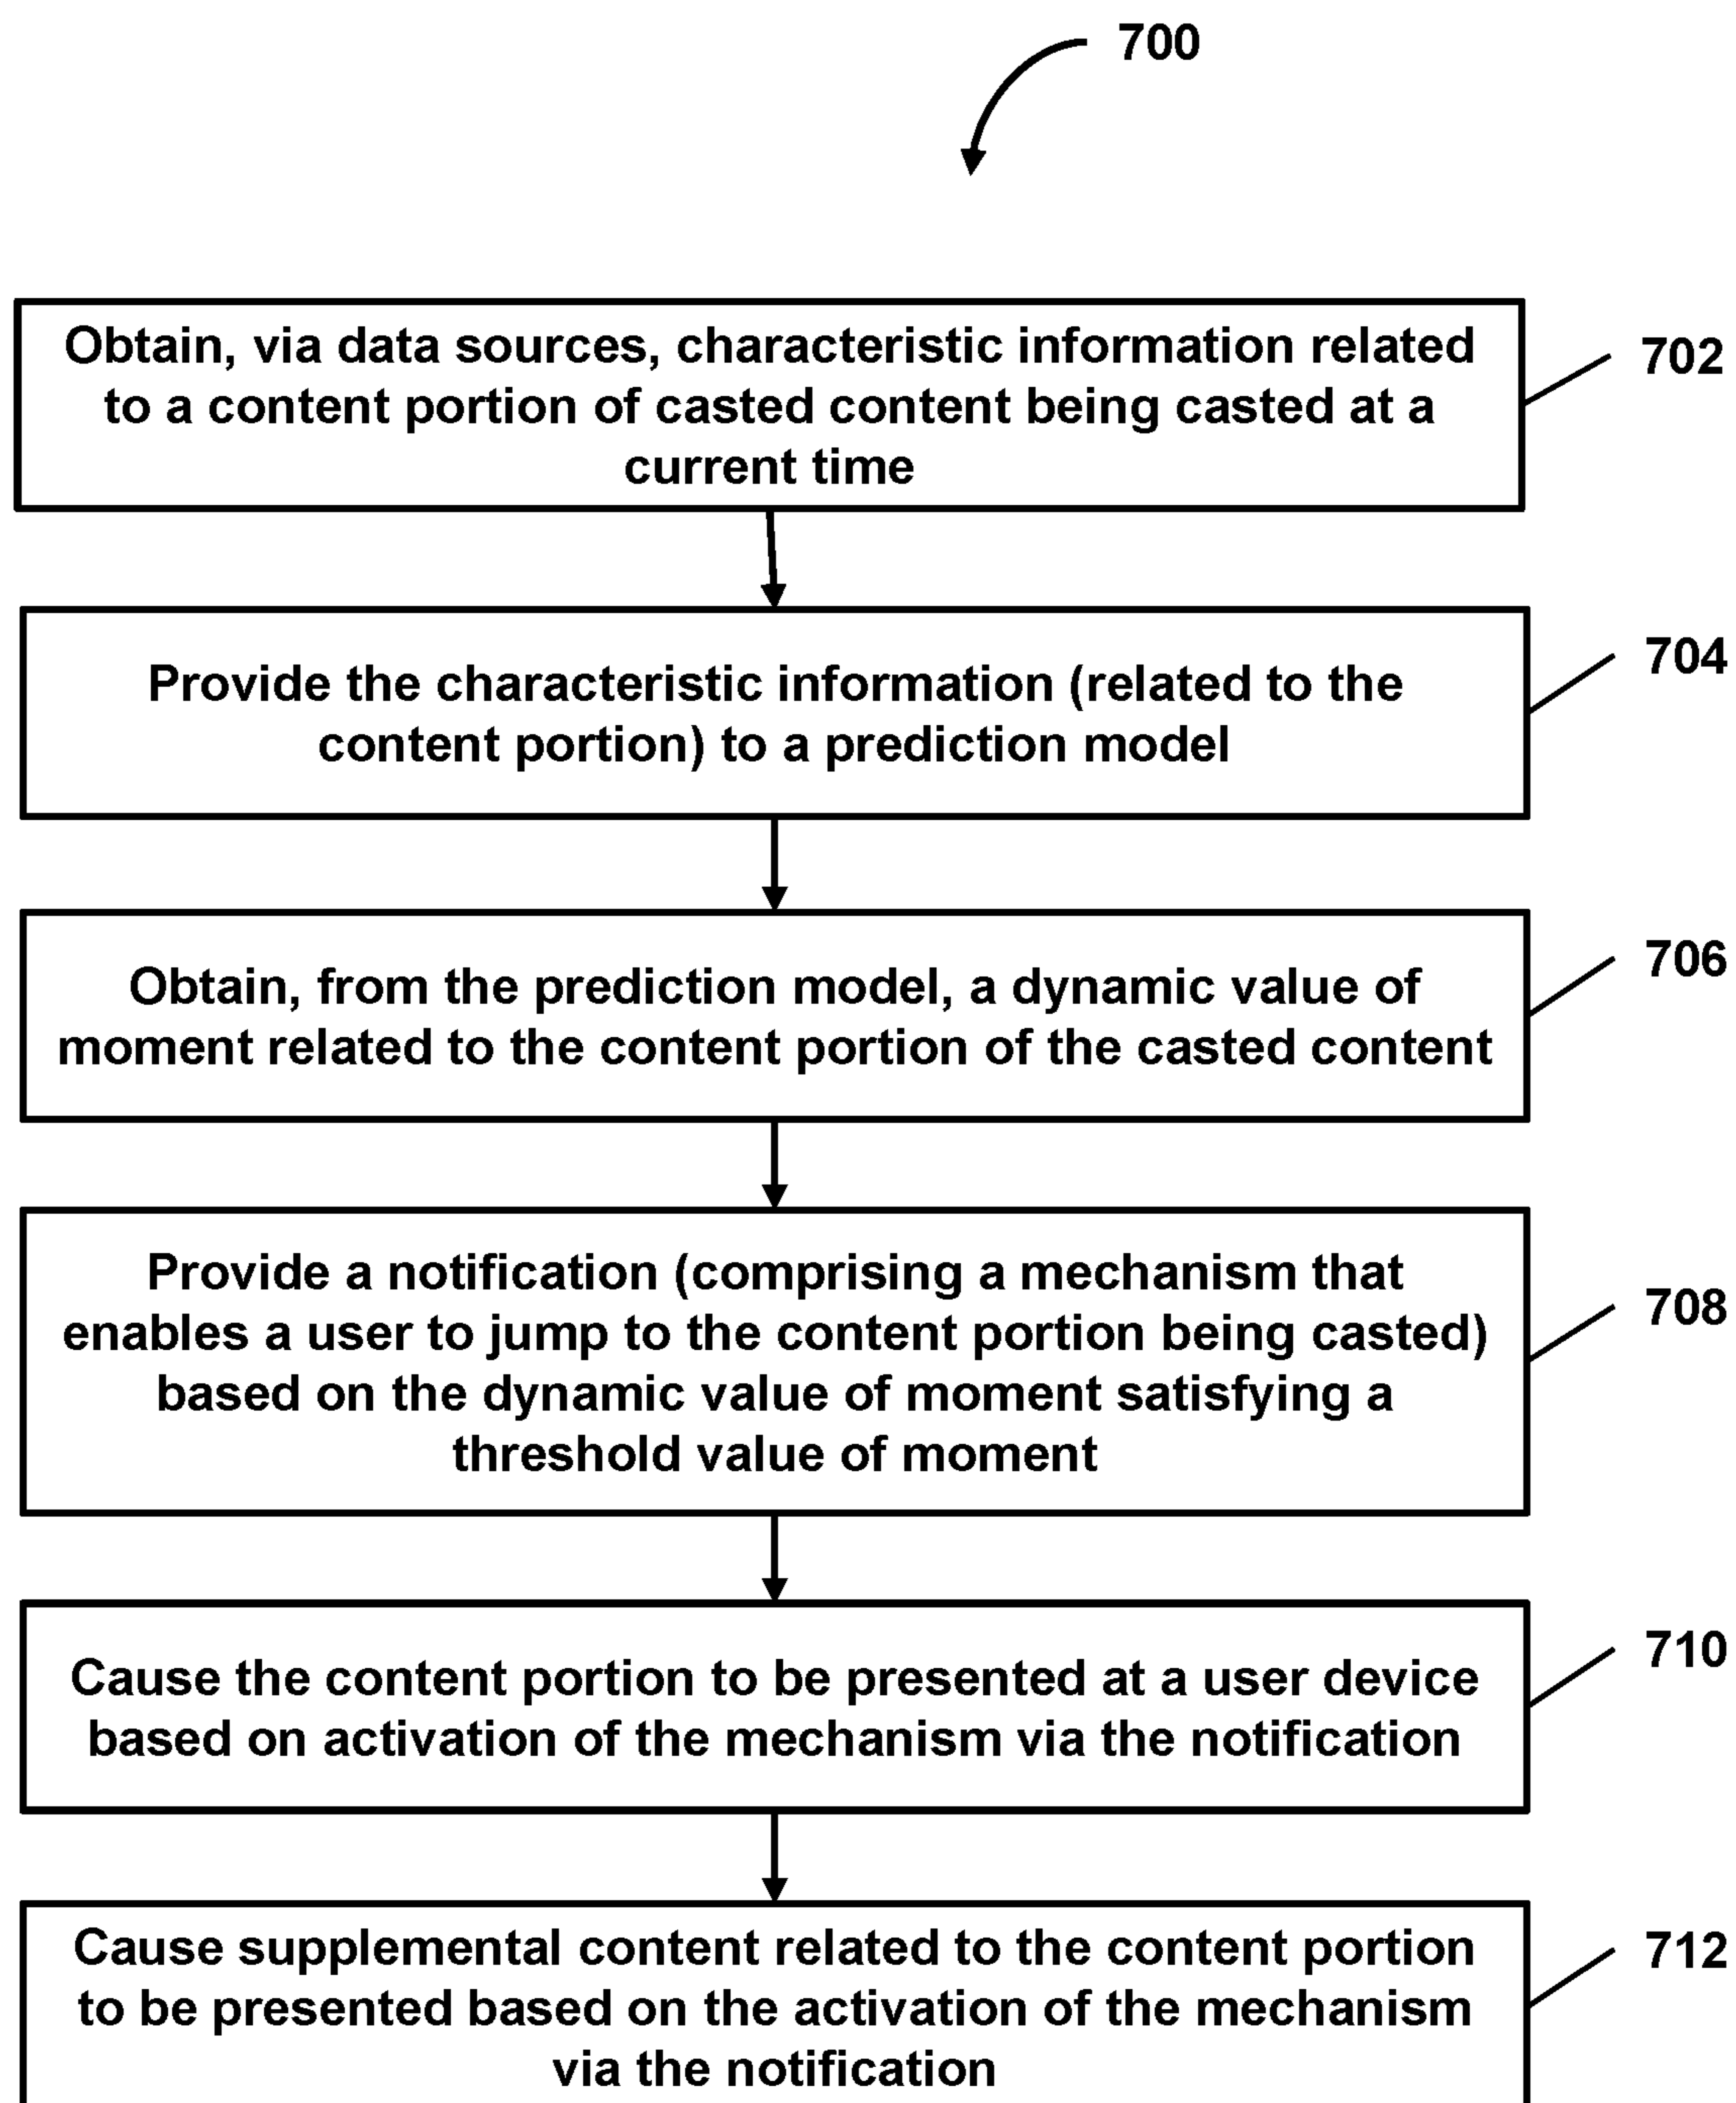 700
Obtain, via data sources, characteristic information related
to a content portion of casted content being casted at a
current time
702
Provide the characteristic information (related to the
content portion) to a prediction model
704
Obtain, from the prediction model, a dynamic value of
moment related to the content portion of the casted content
706
Provide a notification (comprising a mechanism that
enables a user to jump to the content portion being casted)
based on the dynamic value of moment satisfying a
threshold value of moment
708
Cause the content portion to be presented at a user device
based on activation of the mechanism via the notification
710
Cause supplemental content related to the content portion
to be presented based on the activation of the mechanism
via the notification
712